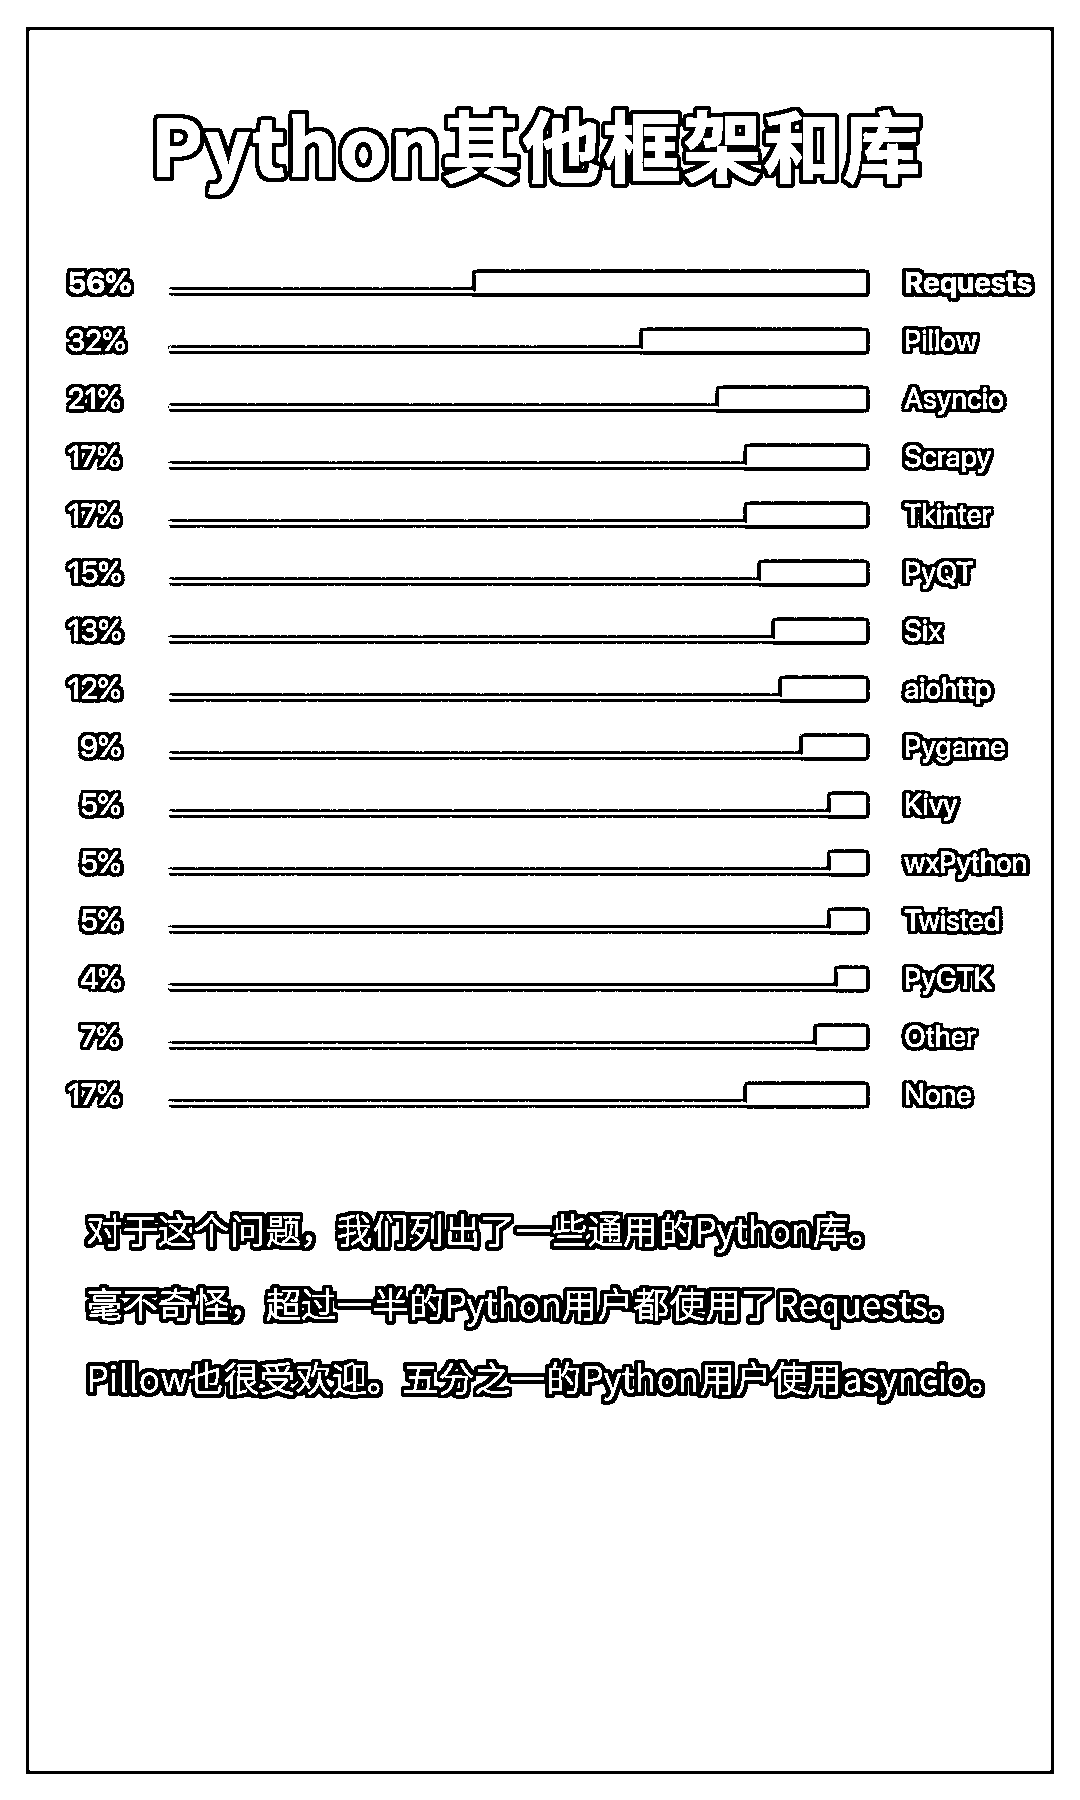 Python其他框架和库
56% Requests
32% Pillow
21% Asyncio
17% Scrapy
17% Tkinter
15% PyQT
13% Six
12% aiohttp
9% Pygame
5% Kivy
5% wxPython
5% Twisted
4% PyGTK
7% Other
17% None
对于这个问题，我们列出了一些通用的Python库。
毫不奇怪，超过一半的Python用户都使用了Requests。
Pillow也很受欢迎。五分之一的Python用户使用asyncio。